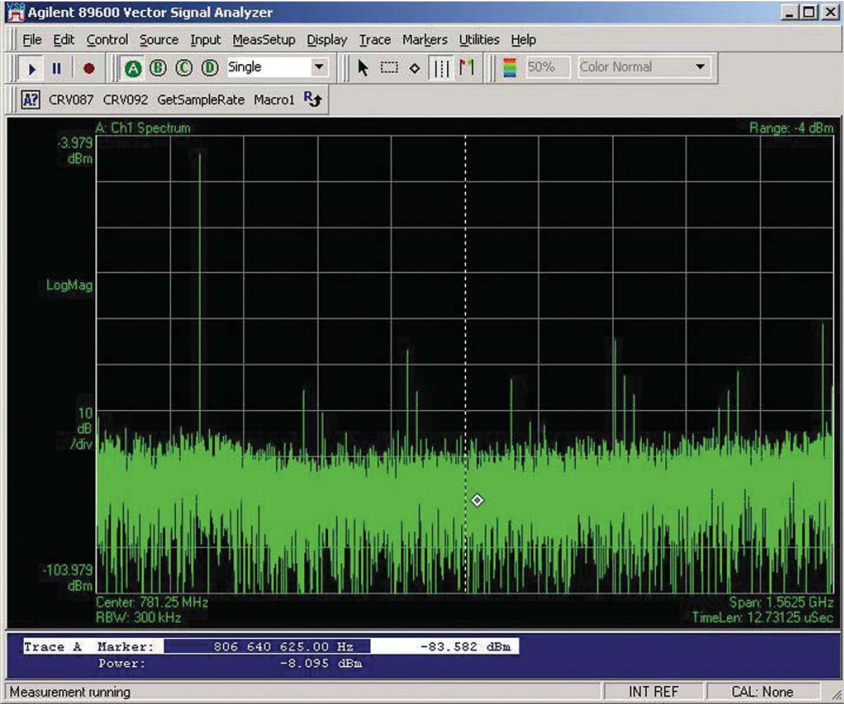 VSA Agilent 89600 Vector Signal Analyzer
File Edit Control Source Input MeasSetup Display Trace Markers Utilities Help
A B C D Single 50% Color Normal
A? CRV087 CRV092 GetSampleRate Macro1 R
A: Ch1 Spectrum Range: -4 dBm
-3.979
dBm
LogMag
10
dB
/div
-103.979
dBm
Center: 781.25 MHz Span: 1.5625 GHz
RBW: 300 kHz TimeLen: 12.73125 uSec
Trace A Marker: 806 640 625.00 Hz -83.582 dBm
Power: -8.095 dBm
Measurement running INT REF CAL: None